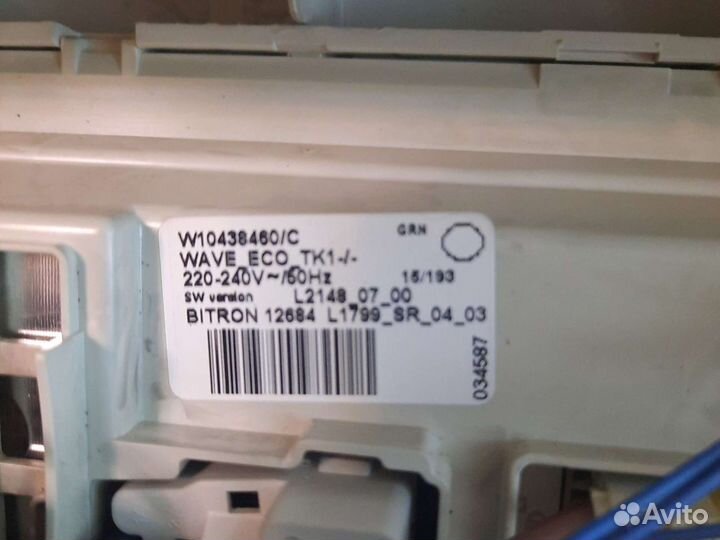 W10438460/C GRN
WAVE_ECO_TK1-/-
220-240V~/50Hz 15/193
SW version L2148_07_00
BITRON 12684 L1799_SR_04_03
034587
Avito